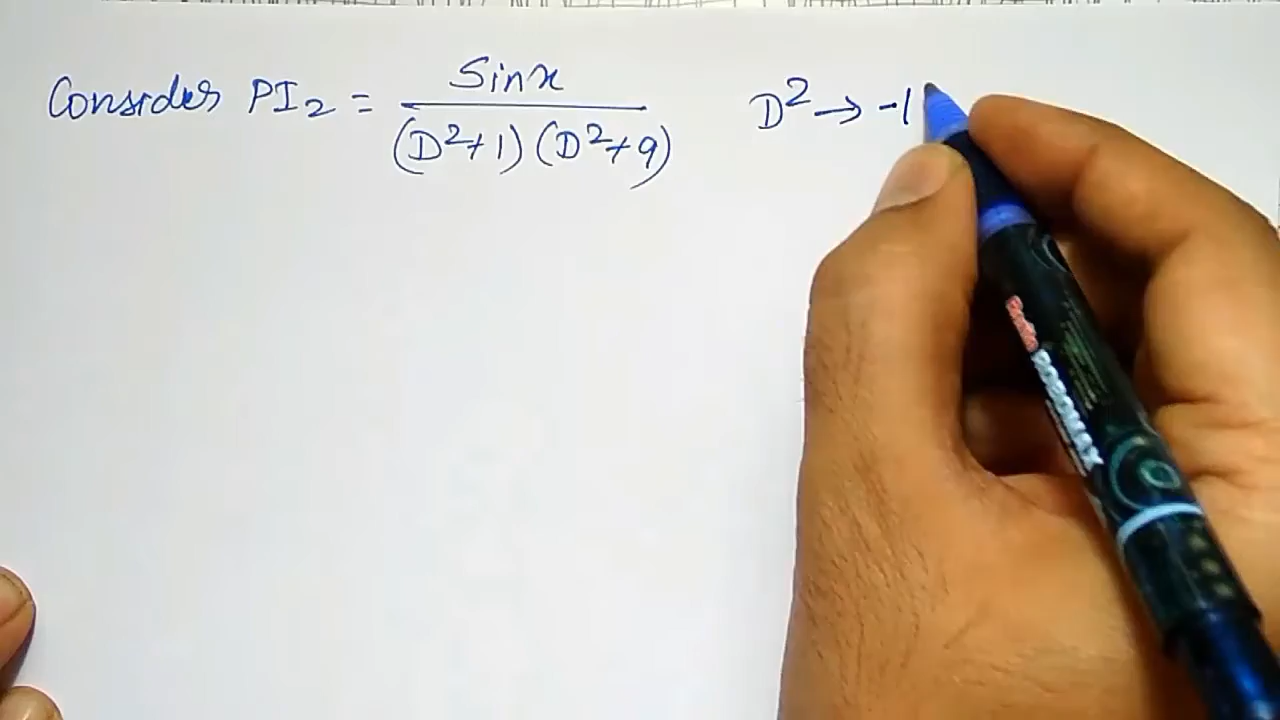 Consider PI₂ = Sinx / (D²+1)(D²+9)    D² → -1